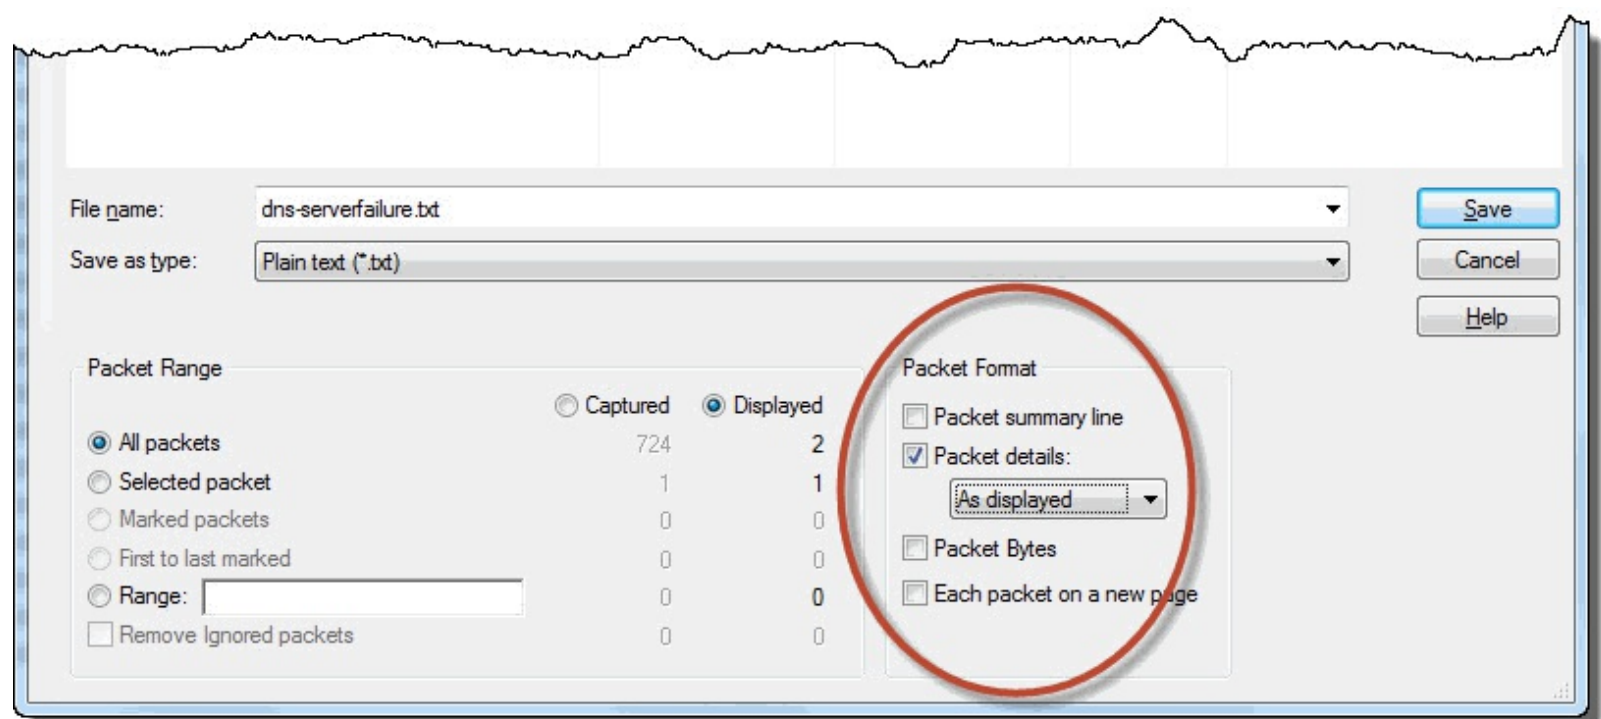 File name: dns-serverfailure.txt Save
Save as type: Plain text (*.txt) Cancel
Help
Packet Range
Captured Displayed
All packets 724 2
Selected packet 1 1
Marked packets 0 0
First to last marked 0 0
Range: 0 0
Remove Ignored packets 0 0
Packet Format
Packet summary line
Packet details:
As displayed
Packet Bytes
Each packet on a new page